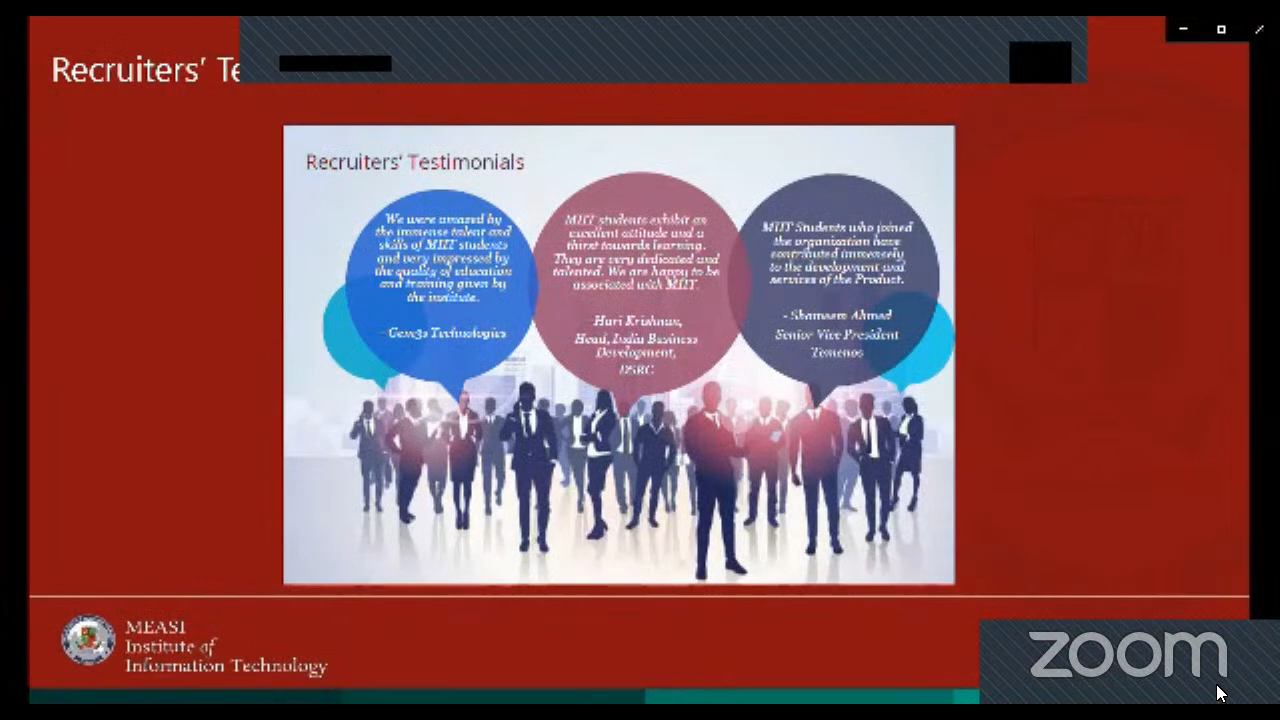 Recruiters' Te
Recruiters' Testimonials
We were amazed by
the immense talent and
skills of MIIT students
and very impressed by
the quality of education
and training given by
the institute.
- Gem3s Technologies
MIIT students exhibit an
excellent attitude and a
thirst towards learning.
They are very dedicated and
talented. We are happy to be
associated with MIIT.
- Hari Krishnan,
Head, India Business
Development,
DSRC
MIIT Students who joined
the organization have
contributed immensely
to the development and
services of the Product.
- Shameem Ahmed
Senior Vice President
Temenos
MEASI
Institute of
Information Technology
zoom